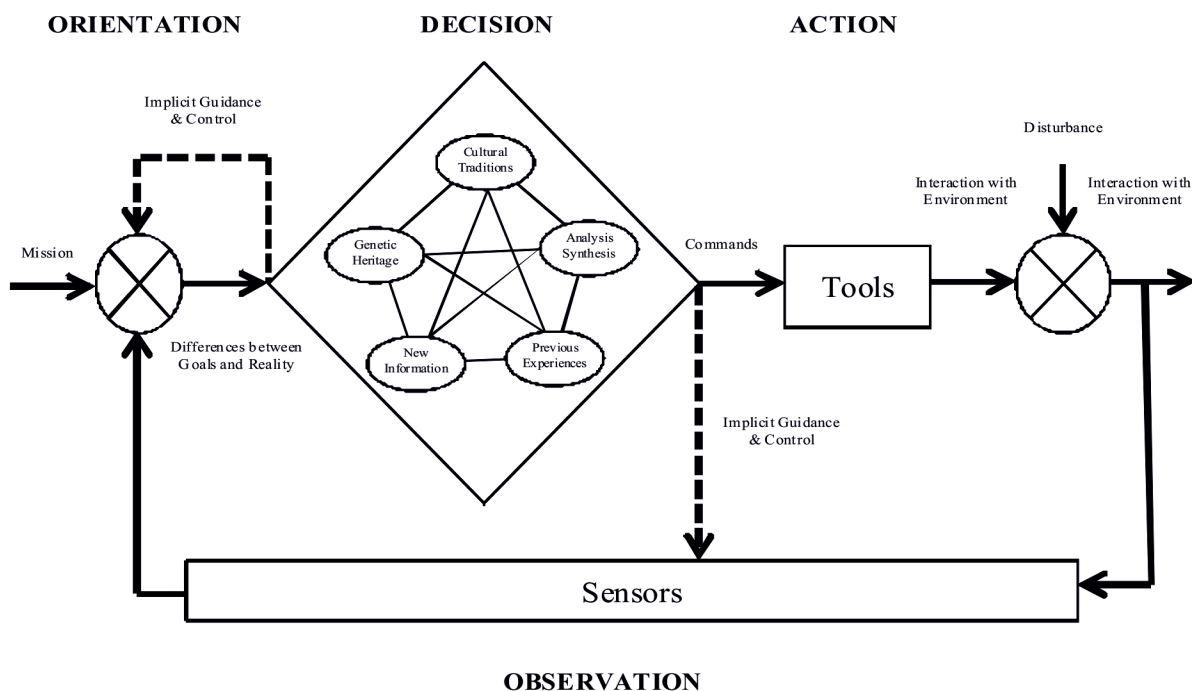 ORIENTATION
DECISION
ACTION
Implicit Guidance
& Control
Disturbance
Cultural
Traditions
Interaction with
Environment
Interaction with
Environment
Mission
Genetic
Heritage
Analysis
Synthesis
Commands
Tools
Differences between
Goals and Reality
New
Information
Previous
Experiences
Implicit Guidance
& Control
Sensors
OBSERVATION